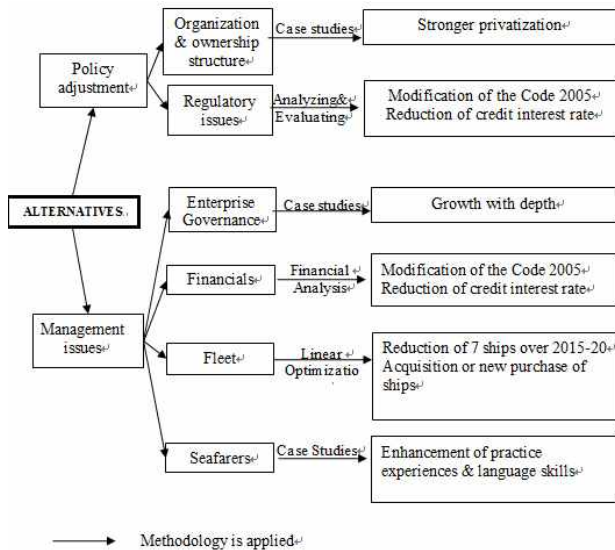 Organization
& ownership
structure
Case studies
Stronger privatization
Policy
adjustment
Regulatory
issues
Analyzing&
Evaluating
Modification of the Code 2005
Reduction of credit interest rate
ALTERNATIVES
Enterprise
Governance
Case studies
Growth with depth
Financials
Financial
Analysis
Modification of the Code 2005
Reduction of credit interest rate
Management
issues
Fleet
Linear
Optimizatio
Reduction of 7 ships over 2015-20
Acquisition or new purchase of
ships
Seafarers
Case Studies
Enhancement of practice
experiences & language skills
Methodology is applied